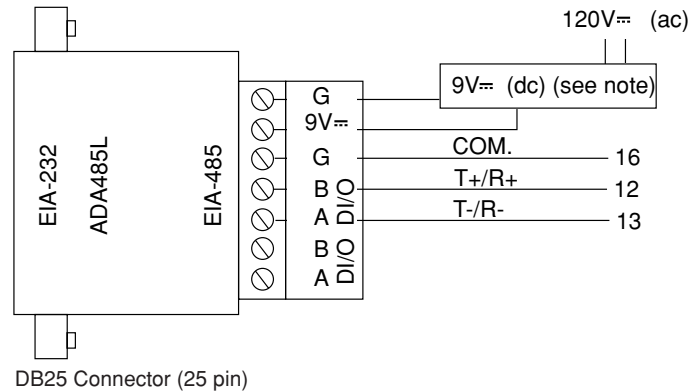 120V⎓ (ac)
9V⎓ (dc) (see note)
EIA-232
ADA485L
EIA-485
G
9V⎓
G
B
A
DI/O
B
A
DI/O
COM.
16
T+/R+
12
T-/R-
13
DB25 Connector (25 pin)